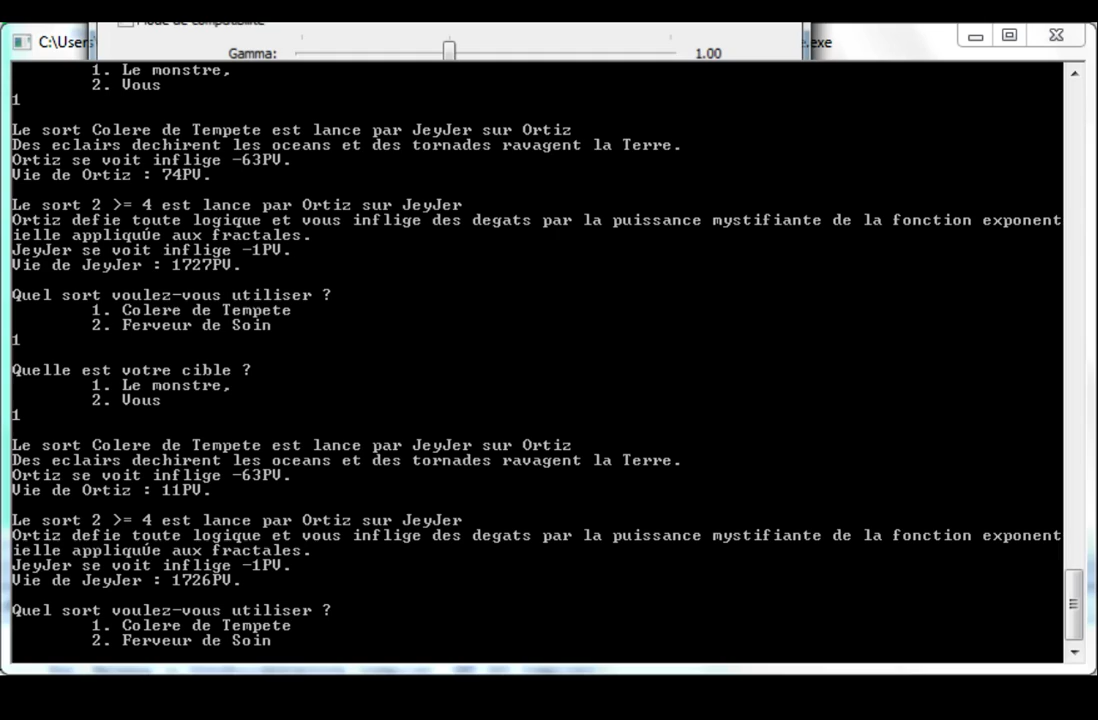 Mode de compatibilité
C:\Users
.exe
Gamma:
1.00
1. Le monstre,
2. Vous
1
Le sort Colere de Tempete est lance par JeyJer sur Ortiz
Des eclairs dechirent les oceans et des tornades ravagent la Terre.
Ortiz se voit inflige -63PV.
Vie de Ortiz : 74PV.
Le sort 2 >= 4 est lance par Ortiz sur JeyJer
Ortiz defie toute logique et vous inflige des degats par la puissance mystifiante de la fonction exponent
ielle appliquÚe aux fractales.
JeyJer se voit inflige -1PV.
Vie de JeyJer : 1727PV.
Quel sort voulez-vous utiliser ?
1. Colere de Tempete
2. Ferveur de Soin
1
Quelle est votre cible ?
1. Le monstre,
2. Vous
1
Le sort Colere de Tempete est lance par JeyJer sur Ortiz
Des eclairs dechirent les oceans et des tornades ravagent la Terre.
Ortiz se voit inflige -63PV.
Vie de Ortiz : 11PV.
Le sort 2 >= 4 est lance par Ortiz sur JeyJer
Ortiz defie toute logique et vous inflige des degats par la puissance mystifiante de la fonction exponent
ielle appliquÚe aux fractales.
JeyJer se voit inflige -1PV.
Vie de JeyJer : 1726PV.
Quel sort voulez-vous utiliser ?
1. Colere de Tempete
2. Ferveur de Soin